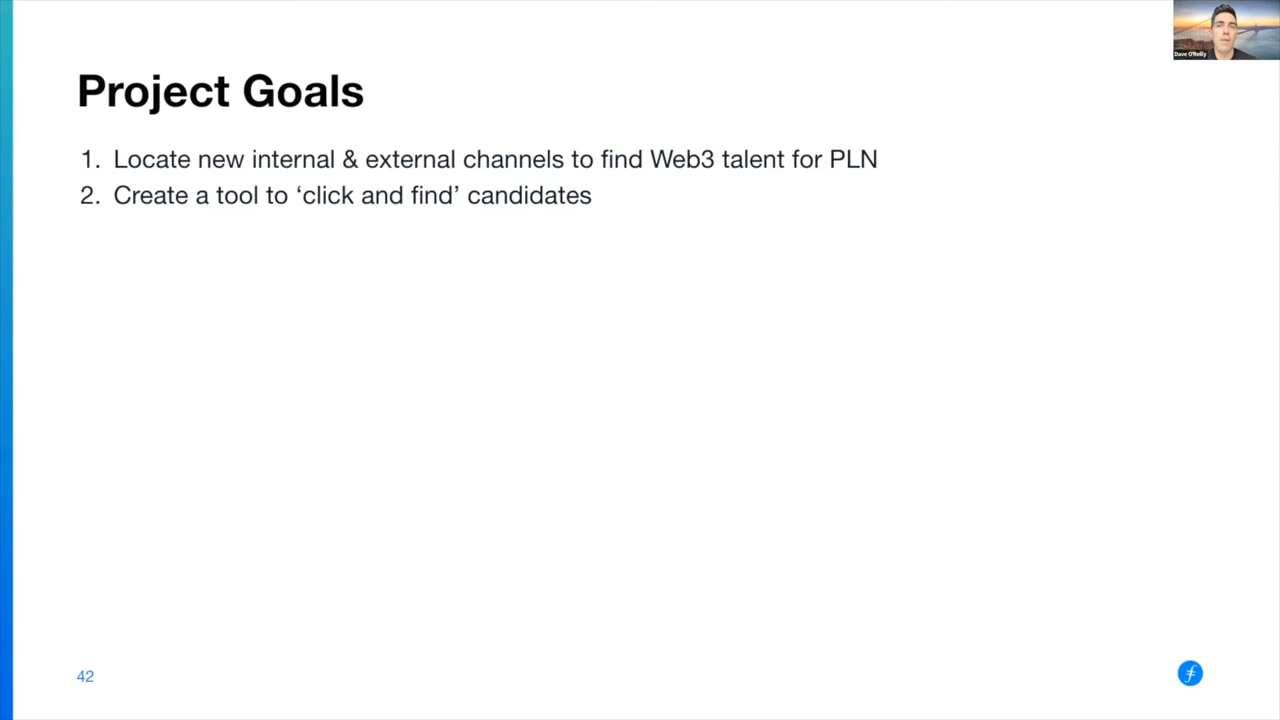 Dave O'Reilly
Project Goals
1. Locate new internal & external channels to find Web3 talent for PLN
2. Create a tool to ‘click and find’ candidates
42